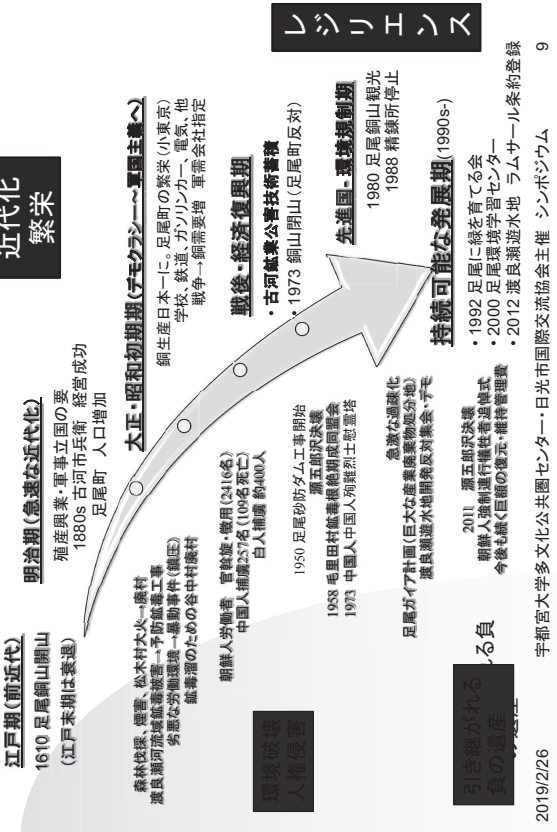 近代化
繁栄
レジリエンス
江戸期(前近代)
1610 足尾銅山開山
(江戸末期は衰退)
明治期(急速な近代化)
殖産興業・軍事立国の要
1880s 古河市兵衛 経営成功
足尾町 人口増加
大正・昭和初期期(デモクラシー~軍国主義へ)
銅生産日本一に。足尾町の繁栄(小東京)
学校、鉄道、ガソリンカー、電気、他
戦争→銅需要増 軍需会社指定
戦後・経済復興期
・古河鉱業公害技術蓄積
・1973 銅山閉山(足尾町反対)
先進国・環境規制期
1980 足尾銅山観光
1988 精錬所停止
持続可能な発展期(1990s-)
・1992 足尾に緑を育てる会
・2000 足尾環境学習センター
・2012 渡良瀬遊水地 ラムサール条約登録
森林伐採、煙害、松木村大火→廃村
渡良瀬河流域鉱毒被害→予防鉱毒工事
劣悪な労働環境→暴動事件(鎮圧)
鉱毒溜のための谷中村廃村
朝鮮人労働者 官斡旋・徴用(2416名)
中国人捕虜257名(109名死亡)
白人捕虜 約400人
1950 足尾砂防ダム工事開始
源五郎沢決壊
1958 毛里田村鉱毒根絶期成同盟会
1973 中国人中国人殉難烈士慰霊塔
急激な過疎化
足尾ガイア計画(巨大な産業廃棄物処分地)
渡良瀬遊水地開発反対集会・デモ
2011 源五郎沢決壊
朝鮮人強制連行犠牲者追悼式
今後も続く巨額の復元・維持管理費
環境破壊
人権侵害
引き継がれる
負の遺産
る負
2019/2/26
宇都宮大学多文化公共圏センター・日光市国際交流協会主催 シンポジウム
9